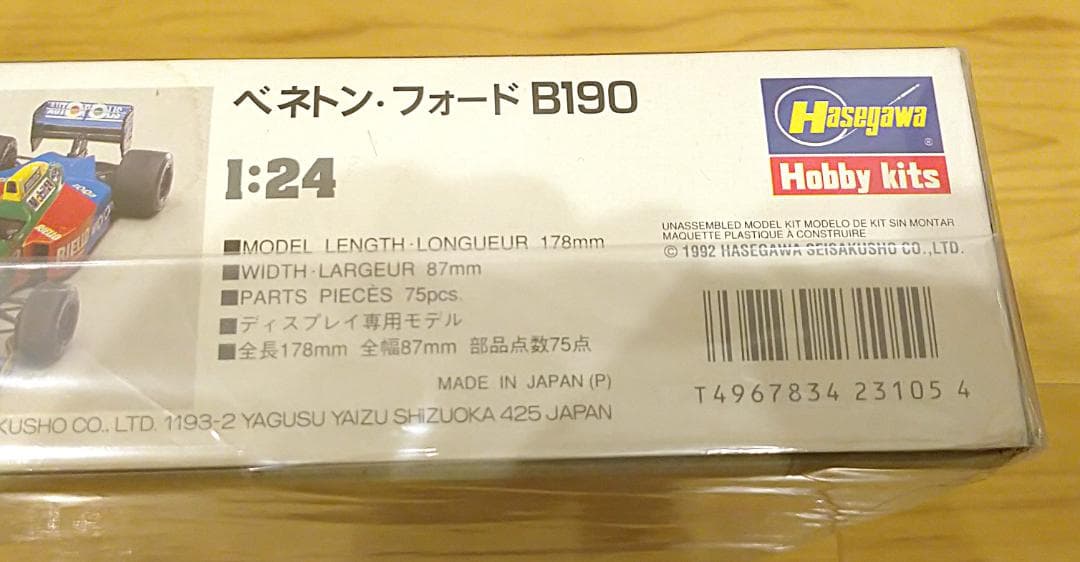 ベネトン・フォード B190
1:24
■MODEL LENGTH·LONGUEUR 178mm
■WIDTH·LARGEUR 87mm
■PARTS PIECÈS 75pcs.
■ディスプレイ専用モデル
■全長178mm 全幅87mm 部品点数75点
MADE IN JAPAN (P)
KUSHO CO., LTD. 1193-2 YAGUSU YAIZU SHIZUOKA 425 JAPAN
Hasegawa
®
Hobby kits
UNASSEMBLED MODEL KIT MODELO DE KIT SIN MONTAR
MAQUETTE PLASTIQUE À CONSTRUIRE
© 1992 HASEGAWA SEISAKUSHO CO.,LTD.
T4967834 23105 4
AUTOPOLIS
RIELLO